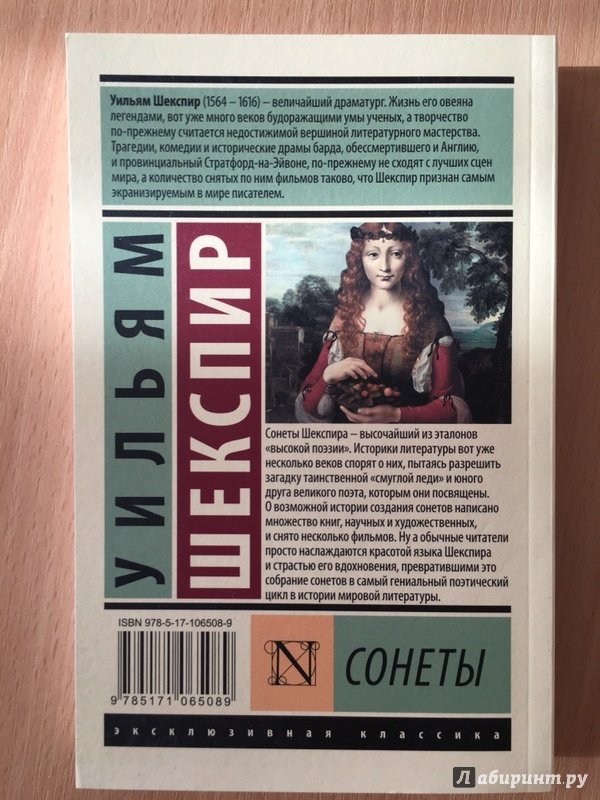 Уильям Шекспир (1564 – 1616) – величайший драматург. Жизнь его овеяна
легендами, вот уже много веков будоражащими умы ученых, а творчество
по-прежнему считается недостижимой вершиной литературного мастерства.
Трагедии, комедии и исторические драмы барда, обессмертившего и Англию,
и провинциальный Стратфорд-на-Эйвоне, по-прежнему не сходят с лучших сцен
мира, а количество снятых по ним фильмов таково, что Шекспир признан самым
экранизируемым в мире писателем.
УИЛЬЯМ
ШЕКСПИР
Сонеты Шекспира – высочайший из эталонов
«высокой поэзии». Историки литературы вот уже
несколько веков спорят о них, пытаясь разрешить
загадку таинственной «смуглой леди» и юного
друга великого поэта, которым они посвящены.
О возможной истории создания сонетов написано
множество книг, научных и художественных,
и снято несколько фильмов. Ну а обычные читатели
просто наслаждаются красотой языка Шекспира
и страстью его вдохновения, превратившими это
собрание сонетов в самый гениальный поэтический
цикл в истории мировой литературы.
ISBN 978-5-17-106508-9
9 785171 065089
N
СОНЕТЫ
эксклюзивная классика
Лабиринт.ру